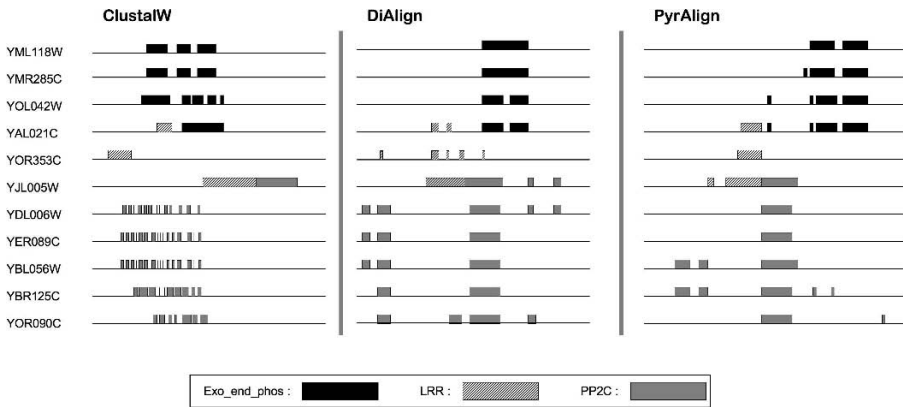 ClustalW DiAlign PyrAlign
YML118W
YMR285C
YOL042W
YAL021C
YOR353C
YJL005W
YDL006W
YER089C
YBL056W
YBR125C
YOR090C
Exo_end_phos : LRR : PP2C :